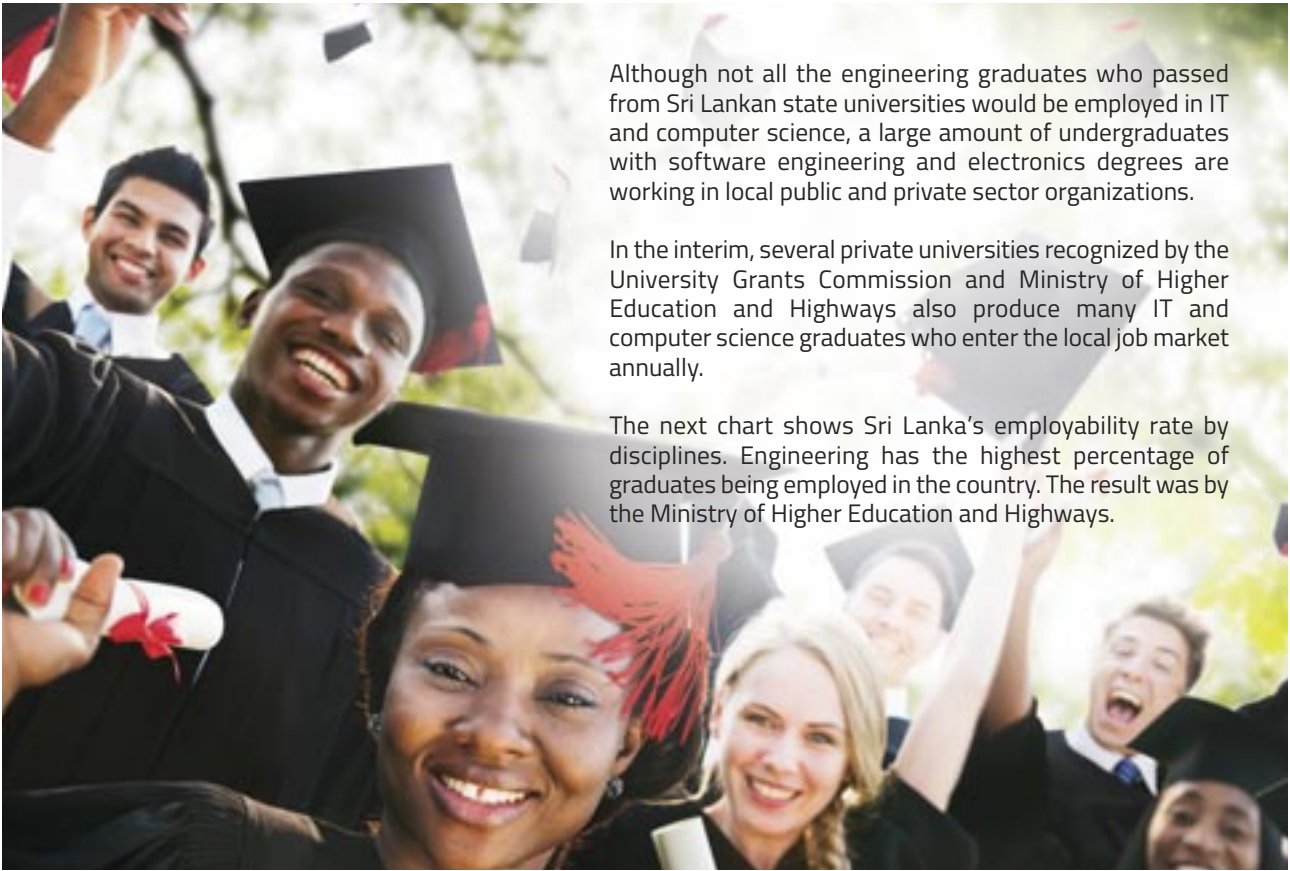 Although not all the engineering graduates who passed
from Sri Lankan state universities would be employed in IT
and computer science, a large amount of undergraduates
with software engineering and electronics degrees are
working in local public and private sector organizations.
In the interim, several private universities recognized by the
University Grants Commission and Ministry of Higher
Education and Highways also produce many IT and
computer science graduates who enter the local job market
annually.
The next chart shows Sri Lanka’s employability rate by
disciplines. Engineering has the highest percentage of
graduates being employed in the country. The result was by
the Ministry of Higher Education and Highways.